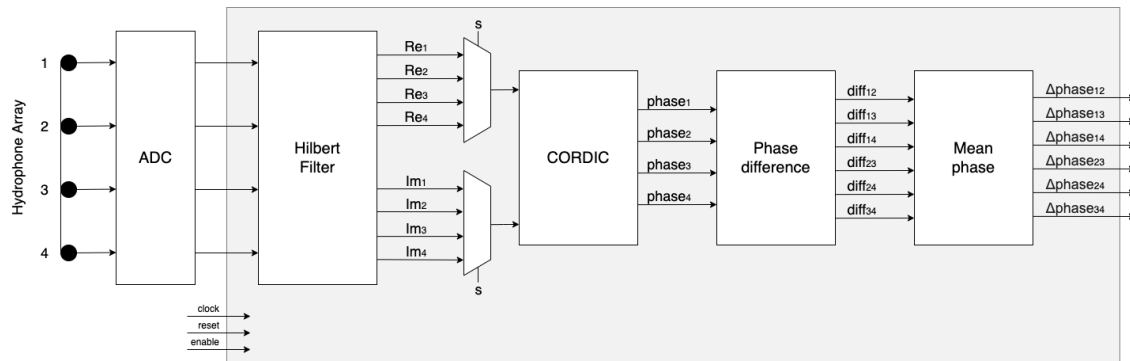 Hydrophone Array
1
2
3
4
ADC
Hilbert
Filter
Re1
Re2
Re3
Re4
Im1
Im2
Im3
Im4
s
s
CORDIC
phase1
phase2
phase3
phase4
Phase
difference
diff12
diff13
diff14
diff23
diff24
diff34
Mean
phase
Δphase12
Δphase13
Δphase14
Δphase23
Δphase24
Δphase34
clock
reset
enable